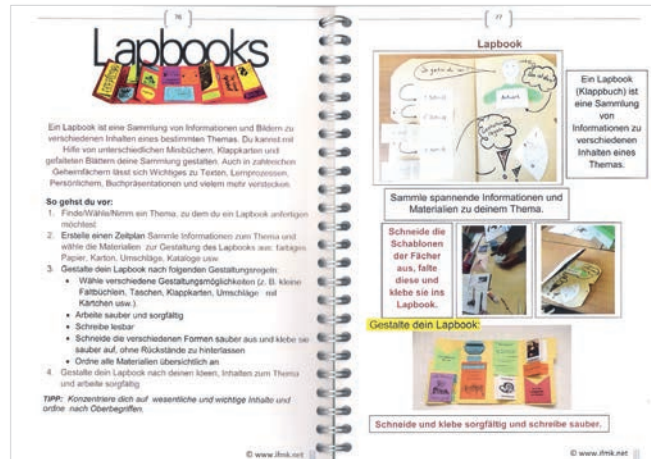 76
Lapbooks
Ein Lapbook ist eine Sammlung von Informationen und Bildern zu
verschiedenen Inhalten eines bestimmten Themas. Du kannst mit
Hilfe von unterschiedlichen Minibüchern, Klappkarten und
gefalteten Blättern deine Sammlung gestalten. Auch in zahlreichen
Geheimfächern lässt sich Wichtiges zu Texten, Lernprozessen,
Persönlichem, Buchpräsentationen und vielem mehr verstecken.
So gehst du vor:
1. Finde/Wähle/Nimm ein Thema, zu dem du ein Lapbook anfertigen
möchtest.
2. Erstelle einen Zeitplan Sammle Informationen zum Thema und
wähle die Materialien zur Gestaltung des Lapbooks aus: farbiges
Papier, Karton, Umschläge, Kataloge usw.
3. Gestalte dein Lapbook nach folgenden Gestaltungsregeln:
• Wähle verschiedene Gestaltungsmöglichkeiten (z. B. kleine
Faltbüchlein, Taschen, Klappkarten, Umschläge mit
Kärtchen usw.).
• Arbeite sauber und sorgfältig
• Schreibe lesbar
• Schneide die verschiedenen Formen sauber aus und klebe sie
sauber auf, ohne Rückstände zu hinterlassen
• Ordne alle Materialien übersichtlich an
4. Gestalte dein Lapbook nach deinen Ideen, Inhalten zum Thema
und arbeite sorgfältig
TIPP: Konzentriere dich auf wesentliche und wichtige Inhalte und
ordne nach Oberbegriffen.
© www.ifmk.net
77
Lapbook
So gehst du vor
Ein Lapbook
(Klappbuch) ist
eine Sammlung
von
Informationen zu
verschiedenen
Inhalten eines
Themas.
Sammle spannende Informationen und
Materialien zu deinem Thema.
Schneide die
Schablonen
der Fächer
aus, falte
diese und
klebe sie ins
Lapbook.
Gestalte dein Lapbook:
Schneide und klebe sorgfältig und schreibe sauber.
© www.ifmk.net